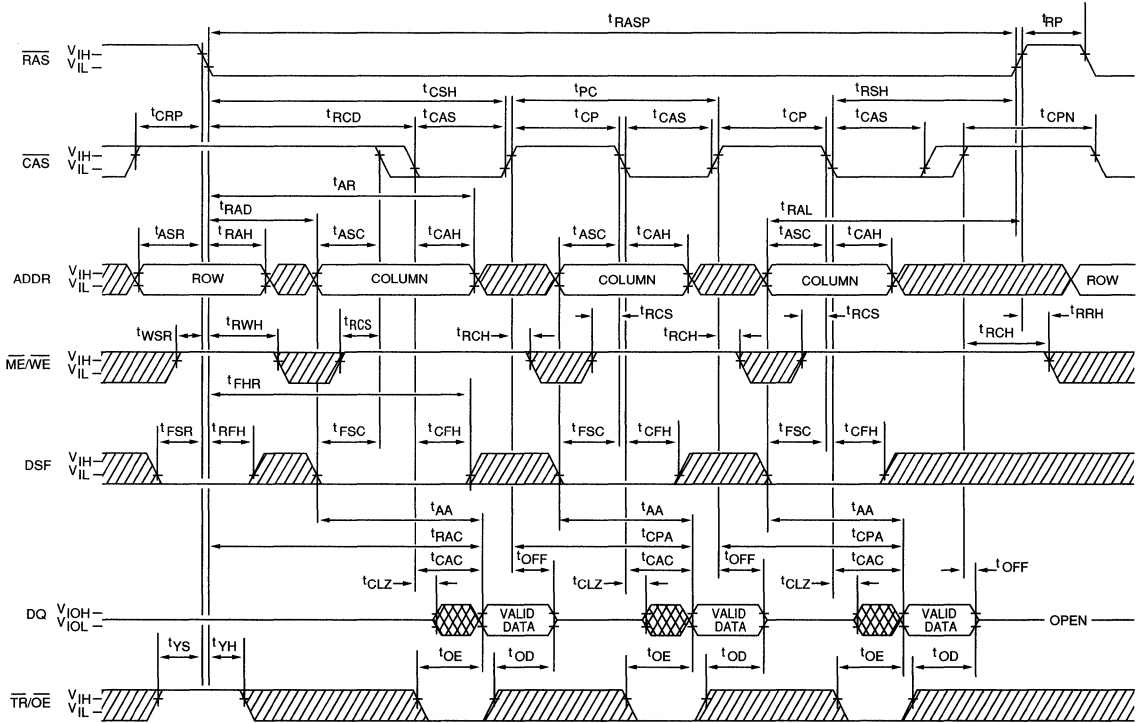 tRASP tRP
RAS VIH VIL
tCSH tPC tRSH
tCRP tRCD tCAS tCP tCAS tCP tCAS tCPN
CAS VIH VIL
tAR
tRAD tRAL
tASR tRAH tASC tCAH tASC tCAH tASC tCAH
ADDR VIH VIL ROW COLUMN COLUMN COLUMN ROW
tWSR tRWH tRCS tRCH tRCS tRCH tRCS tRCH tRRH
ME/WE VIH VIL
tFHR
tFSR tRFH tFSC tCFH tFSC tCFH tFSC tCFH
DSF VIH VIL
tAA tAA tAA
tRAC tCPA tCPA
tCAC tOFF tCAC tOFF tCAC tOFF
tCLZ tCLZ tCLZ
DQ VIOH VIOL VALID DATA VALID DATA VALID DATA OPEN
tYS tYH tOE tOD tOE tOD tOE tOD
TR/OE VIH VIL